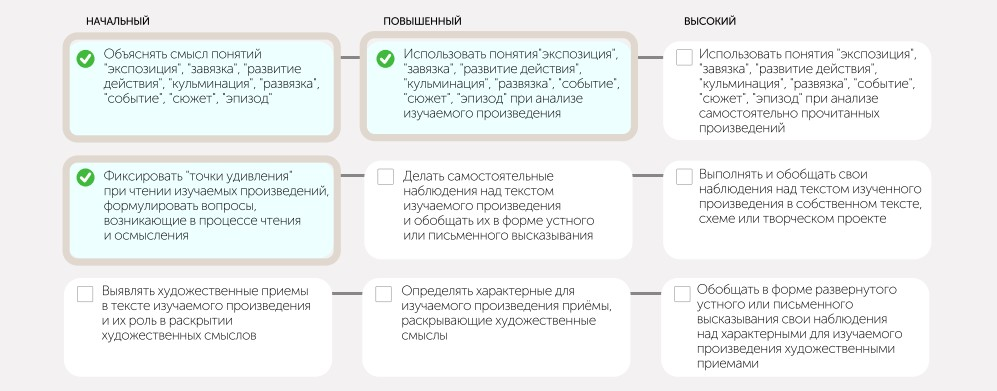 НАЧАЛЬНЫЙ
ПОВЫШЕННЫЙ
ВЫСОКИЙ
Объяснять смысл понятий
"экспозиция", "завязка", "развитие
действия", "кульминация", "развязка",
"событие", "сюжет", "эпизод"
Использовать понятия"экспозиция",
"завязка", "развитие действия",
"кульминация", "развязка", "событие",
"сюжет", "эпизод" при анализе
изучаемого произведения
Использовать понятия "экспозиция",
"завязка", "развитие действия",
"кульминация", "развязка", "событие",
"сюжет", "эпизод" при анализе
самостоятельно прочитанных
произведений
Фиксировать "точки удивления"
при чтении изучаемых произведений,
формулировать вопросы,
возникающие в процессе чтения
и осмысления
Делать самостоятельные
наблюдения над текстом
изучаемого произведения
и обобщать их в форме устного
или письменного высказывания
Выполнять и обобщать свои
наблюдения над текстом изученного
произведения в собственном тексте,
схеме или творческом проекте
Выявлять художественные приемы
в тексте изучаемого произведения
и их роль в раскрытии
художественных смыслов
Определять характерные для
изучаемого произведения приёмы,
раскрывающие художественные
смыслы
Обобщать в форме развернутого
устного или письменного
высказывания свои наблюдения
над характерными для изучаемого
произведения художественными
приемами